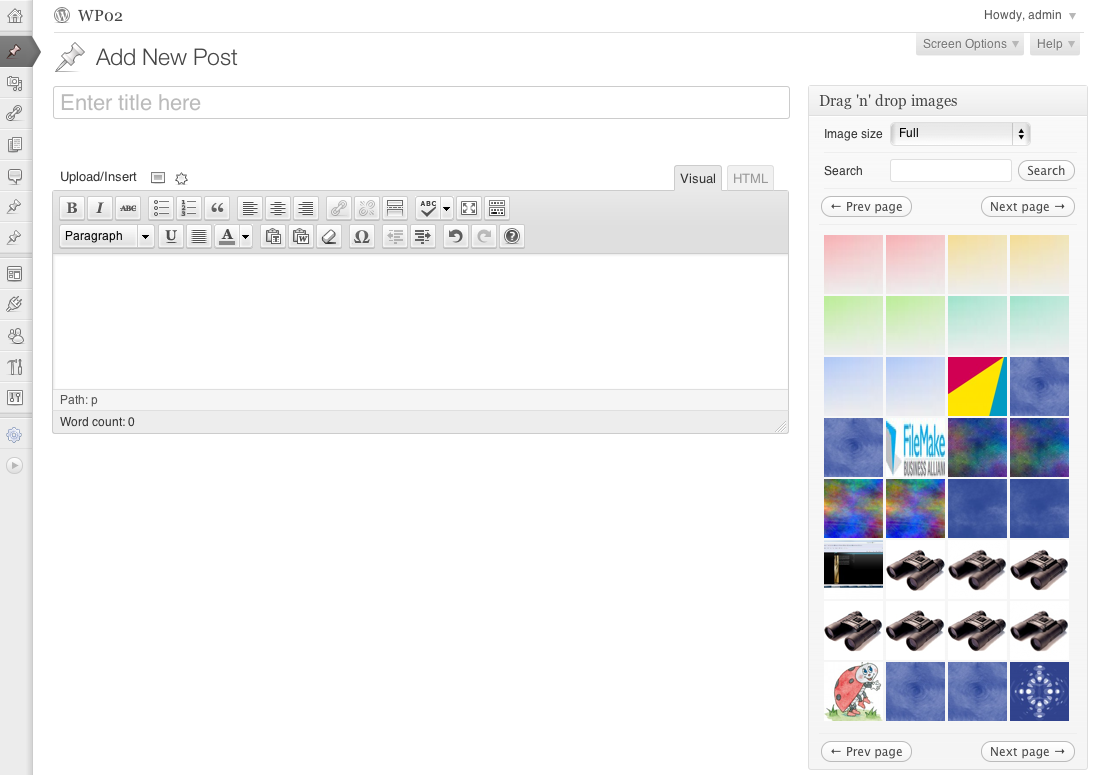 WP02
Howdy, admin
Screen Options
Help
Add New Post
Enter title here
Drag 'n' drop images
Image size
Full
Search
Search
← Prev page
Next page →
Upload/Insert
Visual
HTML
B I ABC
ABC
Paragraph
U
A
Ω
Path: p
Word count: 0
FileMake
BUSINESS ALLIAN
← Prev page
Next page →